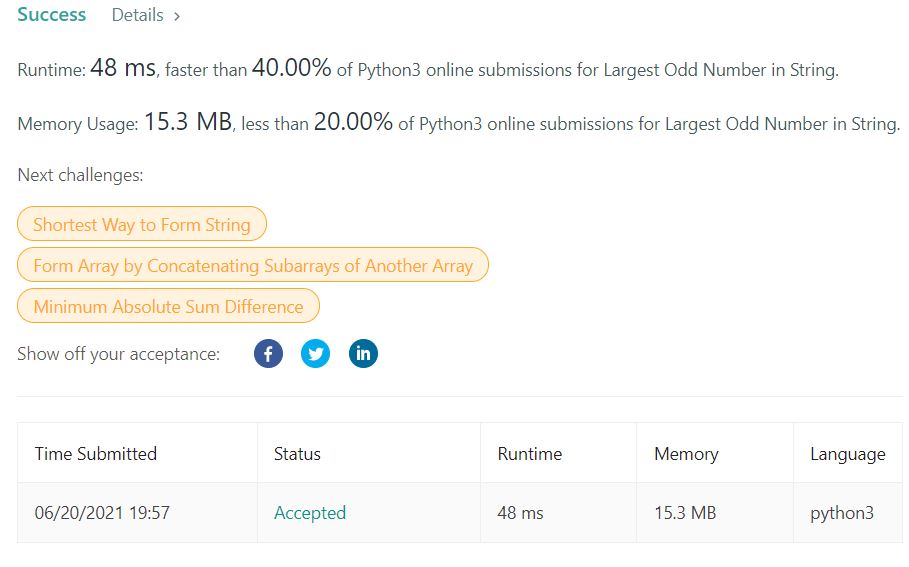 Success Details >
Runtime: 48 ms, faster than 40.00% of Python3 online submissions for Largest Odd Number in String.
Memory Usage: 15.3 MB, less than 20.00% of Python3 online submissions for Largest Odd Number in String.
Next challenges:
Shortest Way to Form String
Form Array by Concatenating Subarrays of Another Array
Minimum Absolute Sum Difference
Show off your acceptance: f in
Time Submitted Status Runtime Memory Language
06/20/2021 19:57 Accepted 48 ms 15.3 MB python3